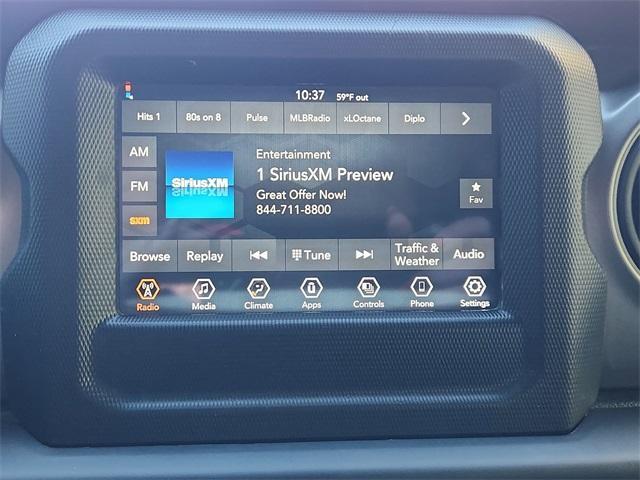 10:37 59°F out
Hits 1 80s on 8 Pulse MLBRadio xLOctane Diplo
AM
FM
sxm
SiriusXM
Entertainment
1 SiriusXM Preview
Great Offer Now!
844-711-8800
Fav
Browse Replay Tune Traffic & Weather Audio
Radio Media Climate Apps Controls Phone Settings